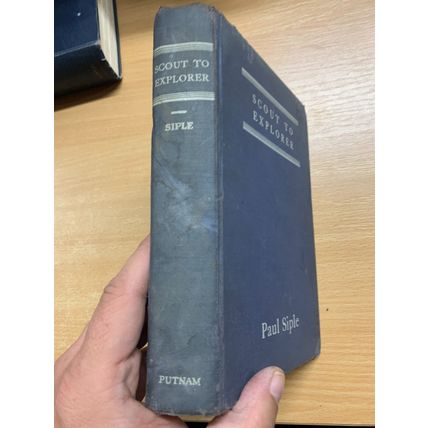 SCOUT TO
EXPLORER
SIPLE
PUTNAM
SCOUT TO
EXPLORER
Paul Siple